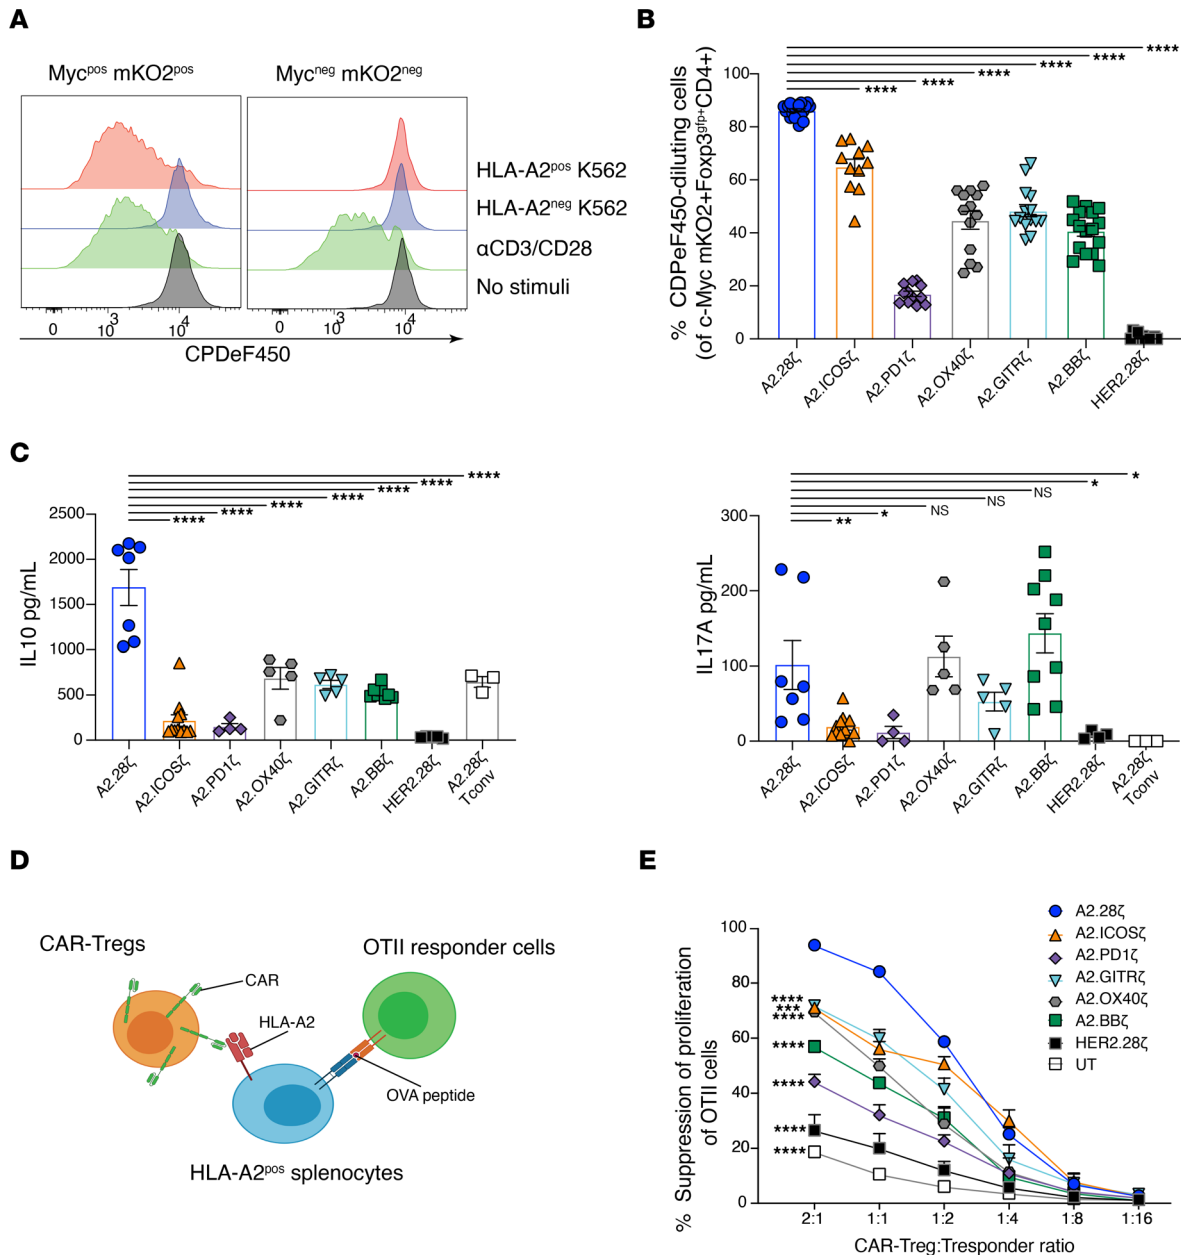 A
Myc^pos mKO2^pos
Myc^neg mKO2^neg
HLA-A2^pos K562
HLA-A2^neg K562
αCD3/CD28
No stimuli
0 10^3 10^4
0 10^3 10^4
CPDeF450
B
****
****
****
****
****
****
% CDPeF450-diluting cells
(of c-Myc mKO2+Foxp3^gfp+CD4+)
100
80
60
40
20
0
A2.28ζ
A2.ICOSζ
A2.PD1ζ
A2.OX40ζ
A2.GITRζ
A2.BBζ
HER2.28ζ
C
****
****
****
****
****
****
****
IL10 pg/mL
2500
2000
1500
1000
500
0
A2.28ζ
A2.ICOSζ
A2.PD1ζ
A2.OX40ζ
A2.GITRζ
A2.BBζ
HER2.28ζ
A2.28ζ
Tconv
*
*
NS
NS
NS
*
**
IL17A pg/mL
300
200
100
0
A2.28ζ
A2.ICOSζ
A2.PD1ζ
A2.OX40ζ
A2.GITRζ
A2.BBζ
HER2.28ζ
A2.28ζ
Tconv
D
CAR-Tregs
OTII responder cells
CAR
HLA-A2
OVA peptide
HLA-A2^pos splenocytes
E
A2.28ζ
A2.ICOSζ
A2.PD1ζ
A2.GITRζ
A2.OX40ζ
A2.BBζ
HER2.28ζ
UT
% Suppression of proliferation
of OTII cells
100
80
60
40
20
0
****
***
****
****
****
****
****
2:1 1:1 1:2 1:4 1:8 1:16
CAR-Treg:Tresponder ratio